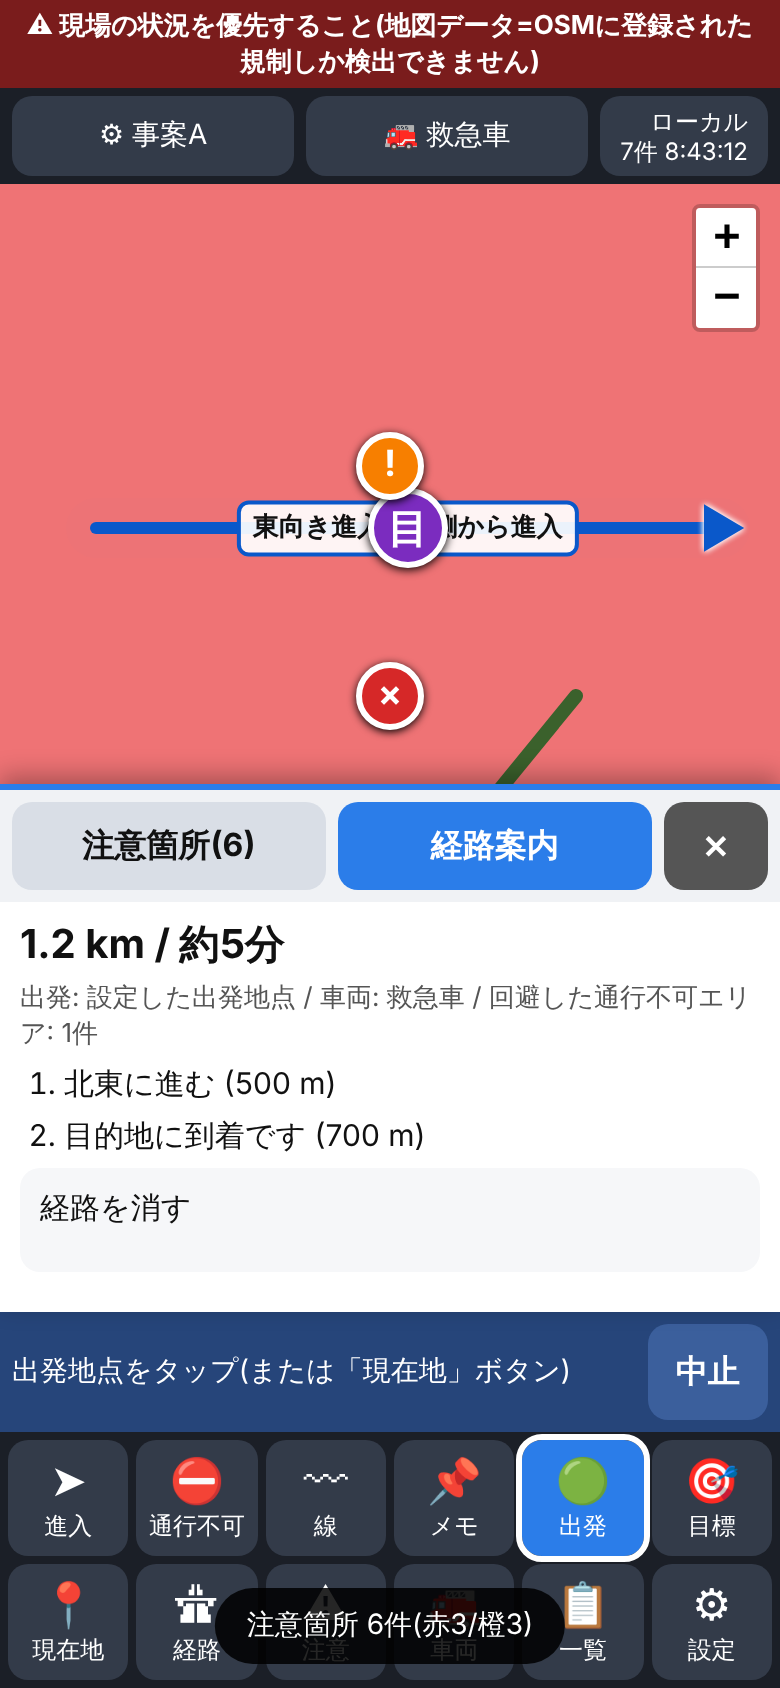 ⚠ 現場の状況を優先すること(地図データ=OSMに登録された
規制しか検出できません)
⚙ 事案A
🚒 救急車
ローカル
7件 8:43:12
+
−
!
東向き進入
目
側から進入
×
注意箇所(6)
経路案内
×
1.2 km / 約5分
出発: 設定した出発地点 / 車両: 救急車 / 回避した通行不可エリ
ア: 1件
1. 北東に進む (500 m)
2. 目的地に到着です (700 m)
経路を消す
出発地点をタップ(または「現在地」ボタン)
中止
進入
通行不可
線
メモ
出発
目標
現在地
経路
注意
車両
一覧
設定
注意箇所 6件(赤3/橙3)